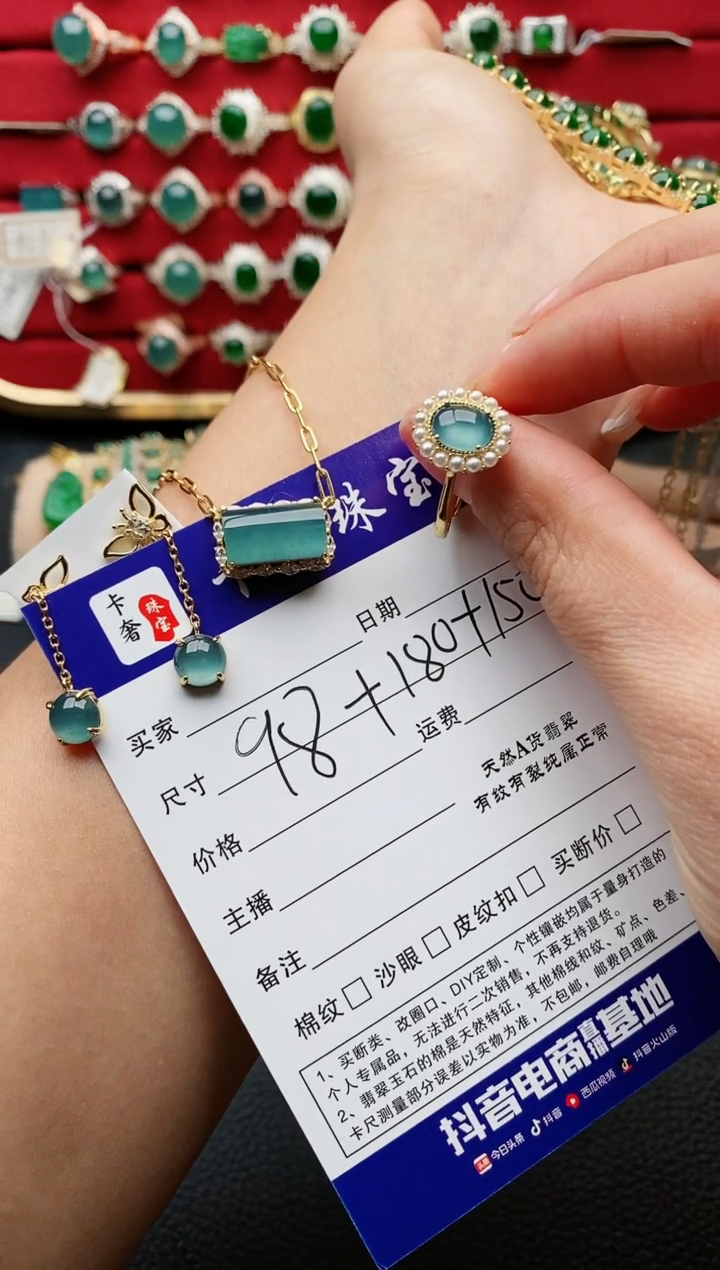 珠宝
卡奢
珠宝
日期
买家
98+180+150
尺寸
运费
天然A货翡翠
有纹有裂纯属正常
价格
主播
备注
棉纹□ 沙眼□ 皮纹扣□ 买断价□
1、买断类、改圈口、DIY定制、个性镶嵌均属于量身打造的
个人专属品，无法进行二次销售，不再支持退货。
2、翡翠玉石的棉是天然特征，其他棉线和纹、矿点、色差、
卡尺测量部分误差以实物为准，不包邮，邮费自理哦
抖音电商直播基地
头条 今日头条 抖音 西瓜视频 抖音火山版